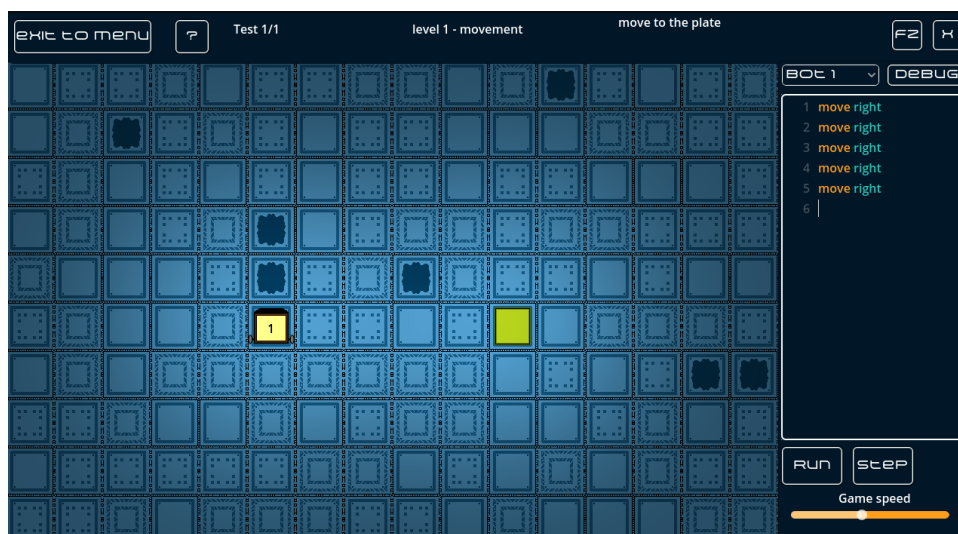 EXIT TO MENU
?
Test 1/1
level 1 - movement
move to the plate
FZ
X
BOT 1
DEBUG
1 move right
2 move right
3 move right
4 move right
5 move right
6
1
RUN
STEP
Game speed